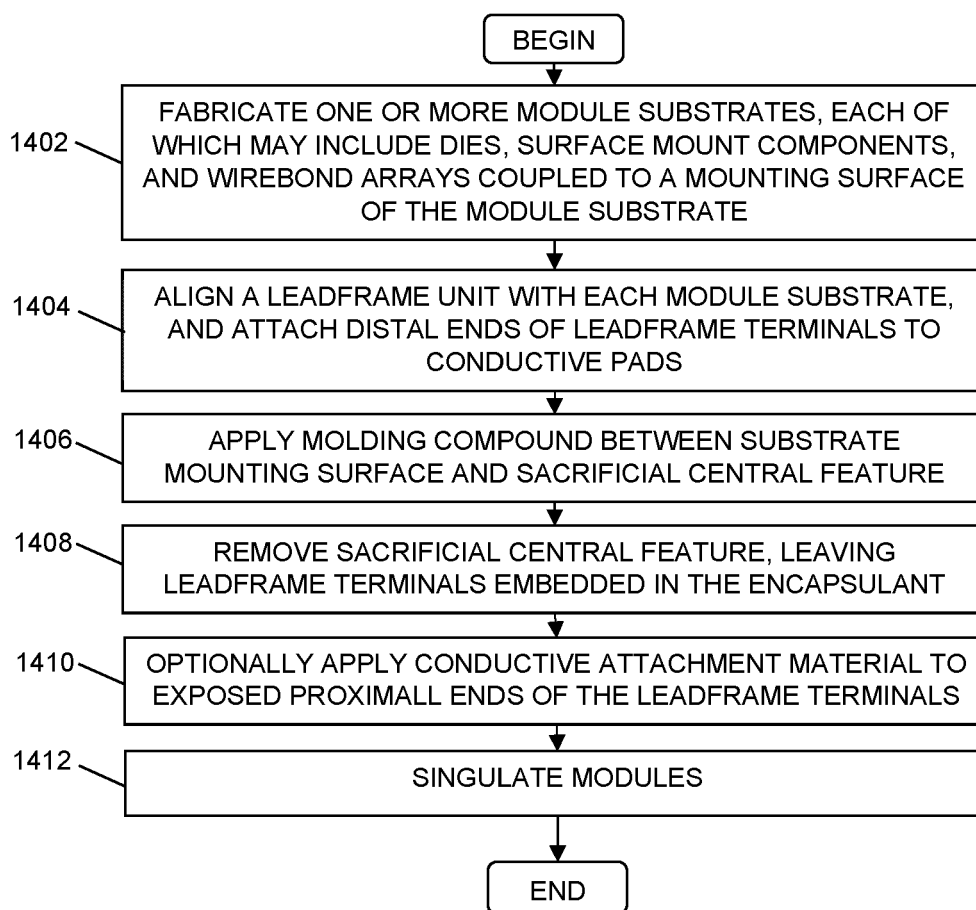 BEGIN
1402
FABRICATE ONE OR MORE MODULE SUBSTRATES, EACH OF
WHICH MAY INCLUDE DIES, SURFACE MOUNT COMPONENTS,
AND WIREBOND ARRAYS COUPLED TO A MOUNTING SURFACE
OF THE MODULE SUBSTRATE
1404
ALIGN A LEADFRAME UNIT WITH EACH MODULE SUBSTRATE,
AND ATTACH DISTAL ENDS OF LEADFRAME TERMINALS TO
CONDUCTIVE PADS
1406
APPLY MOLDING COMPOUND BETWEEN SUBSTRATE
MOUNTING SURFACE AND SACRIFICIAL CENTRAL FEATURE
1408
REMOVE SACRIFICIAL CENTRAL FEATURE, LEAVING
LEADFRAME TERMINALS EMBEDDED IN THE ENCAPSULANT
1410
OPTIONALLY APPLY CONDUCTIVE ATTACHMENT MATERIAL TO
EXPOSED PROXIMALL ENDS OF THE LEADFRAME TERMINALS
1412
SINGULATE MODULES
END